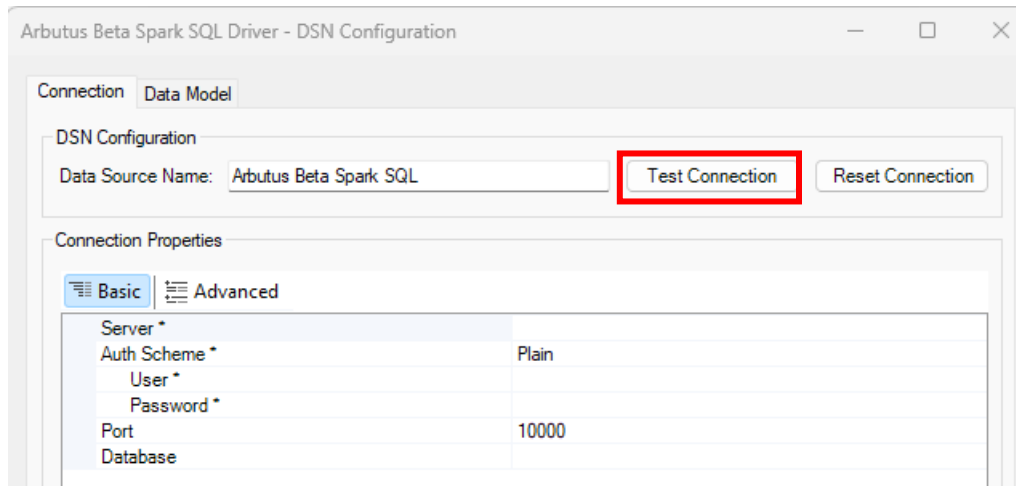 Arbutus Beta Spark SQL Driver - DSN Configuration
Connection Data Model
DSN Configuration
Data Source Name: Arbutus Beta Spark SQL Test Connection Reset Connection
Connection Properties
Basic Advanced
Server *
Auth Scheme * Plain
User *
Password *
Port 10000
Database